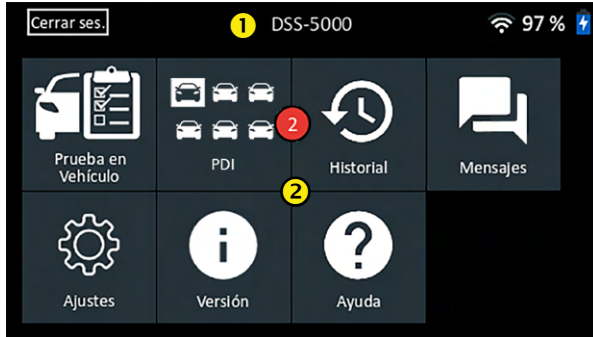 Cerrar ses.
1
DSS-5000
97 %
Prueba en
Vehículo
PDI
2
Historial
Mensajes
2
Ajustes
Versión
Ayuda